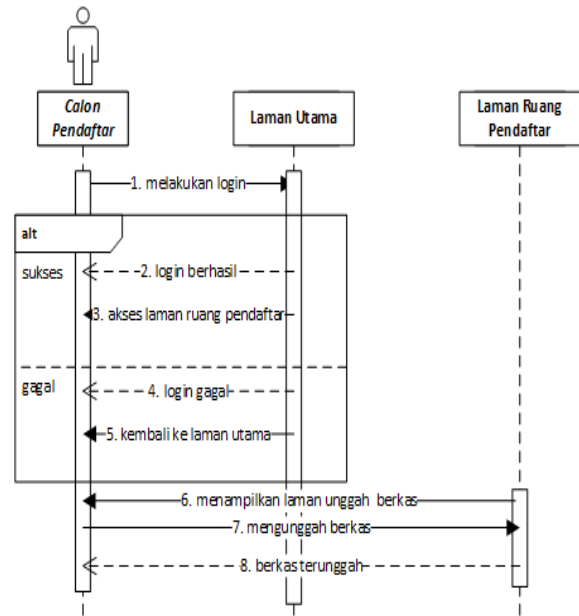 Calon
Pendaftar
Laman Utama
Laman Ruang
Pendaftar
1. melakukan login
alt
sukses
2. login berhasil
3. akses laman ruang pendaftar
gagal
4. login gagal
5. kembali ke laman utama
6. menampilkan laman unggah berkas
7. mengunggah berkas
8. berkas terunggah